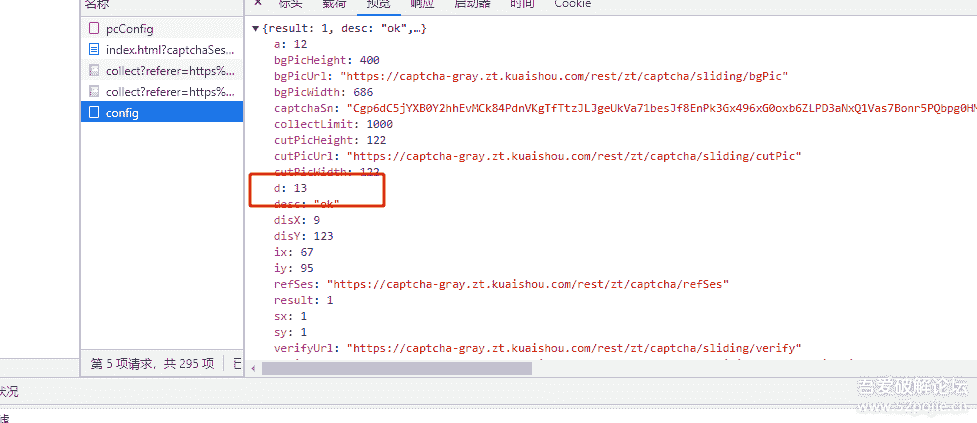 名称
× 标头 载荷 预览 响应 启动器 时间 Cookie
pcConfig
index.html?captchaSes...
collect?referer=https%...
collect?referer=https%...
config
▼{result: 1, desc: "ok",…}
a: 12
bgPicHeight: 400
bgPicUrl: "https://captcha-gray.zt.kuaishou.com/rest/zt/captcha/sliding/bgPic"
bgPicWidth: 686
captchaSn:
collectLimit: 1000
cutPicHeight: 122
cutPicUrl: "https://captcha-gray.zt.kuaishou.com/rest/zt/captcha/sliding/cutPic"
cutPicWidth: 122
d: 13
desc: "ok"
disX: 9
disY: 123
ix: 67
iy: 95
refSes: "https://captcha-gray.zt.kuaishou.com/rest/zt/captcha/refSes"
result: 1
sx: 1
sy: 1
verifyUrl: "https://captcha-gray.zt.kuaishou.com/rest/zt/captcha/sliding/verify"
第 5 项请求，共 295 项
状况
吾爱破解论坛
www.52pojie.cn